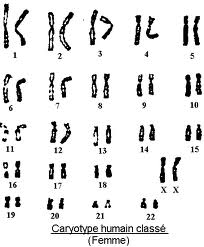 1 2 3 4 5
6 7 8 9 10
11 12 13 14 15
16 17 18 X X
19 20 21 22
Caryotype humain classé
(Femme)